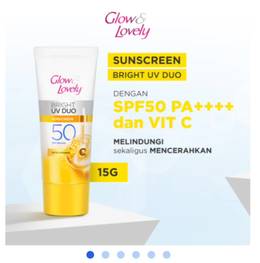 Glow&
Lovely
SUNSCREEN
BRIGHT UV DUO
DENGAN
SPF50 PA++++
dan VIT C
MELINDUNGI
sekaligus MENCERAHKAN
15G
Glow&
Lovely
BRIGHT
UV DUO
SUNSCREEN
50